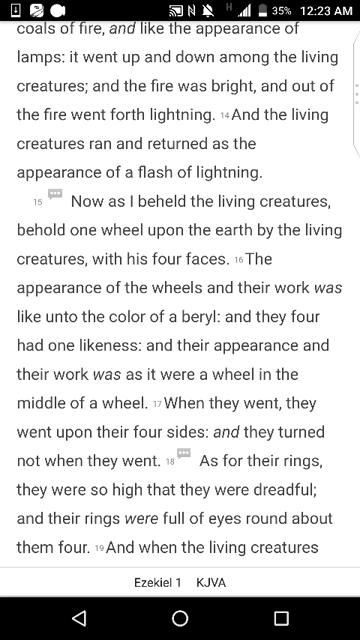 H 35% 12:23 AM
coals of fire, and like the appearance of
lamps: it went up and down among the living
creatures; and the fire was bright, and out of
the fire went forth lightning. 14 And the living
creatures ran and returned as the
appearance of a flash of lightning.
15 Now as I beheld the living creatures,
behold one wheel upon the earth by the living
creatures, with his four faces. 16 The
appearance of the wheels and their work was
like unto the color of a beryl: and they four
had one likeness: and their appearance and
their work was as it were a wheel in the
middle of a wheel. 17 When they went, they
went upon their four sides: and they turned
not when they went. 18 As for their rings,
they were so high that they were dreadful;
and their rings were full of eyes round about
them four. 19 And when the living creatures
Ezekiel 1 KJVA